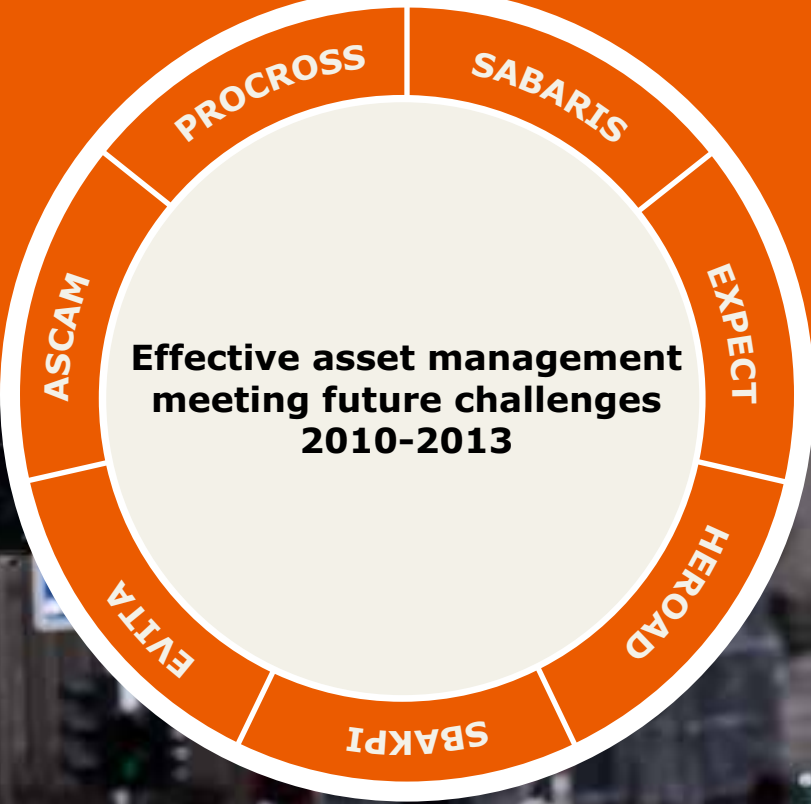 PROCROSS
SABARIS
EXPECT
HEROAD
SBAKPI
EVITA
ASCAM
Effective asset management
meeting future challenges
2010-2013